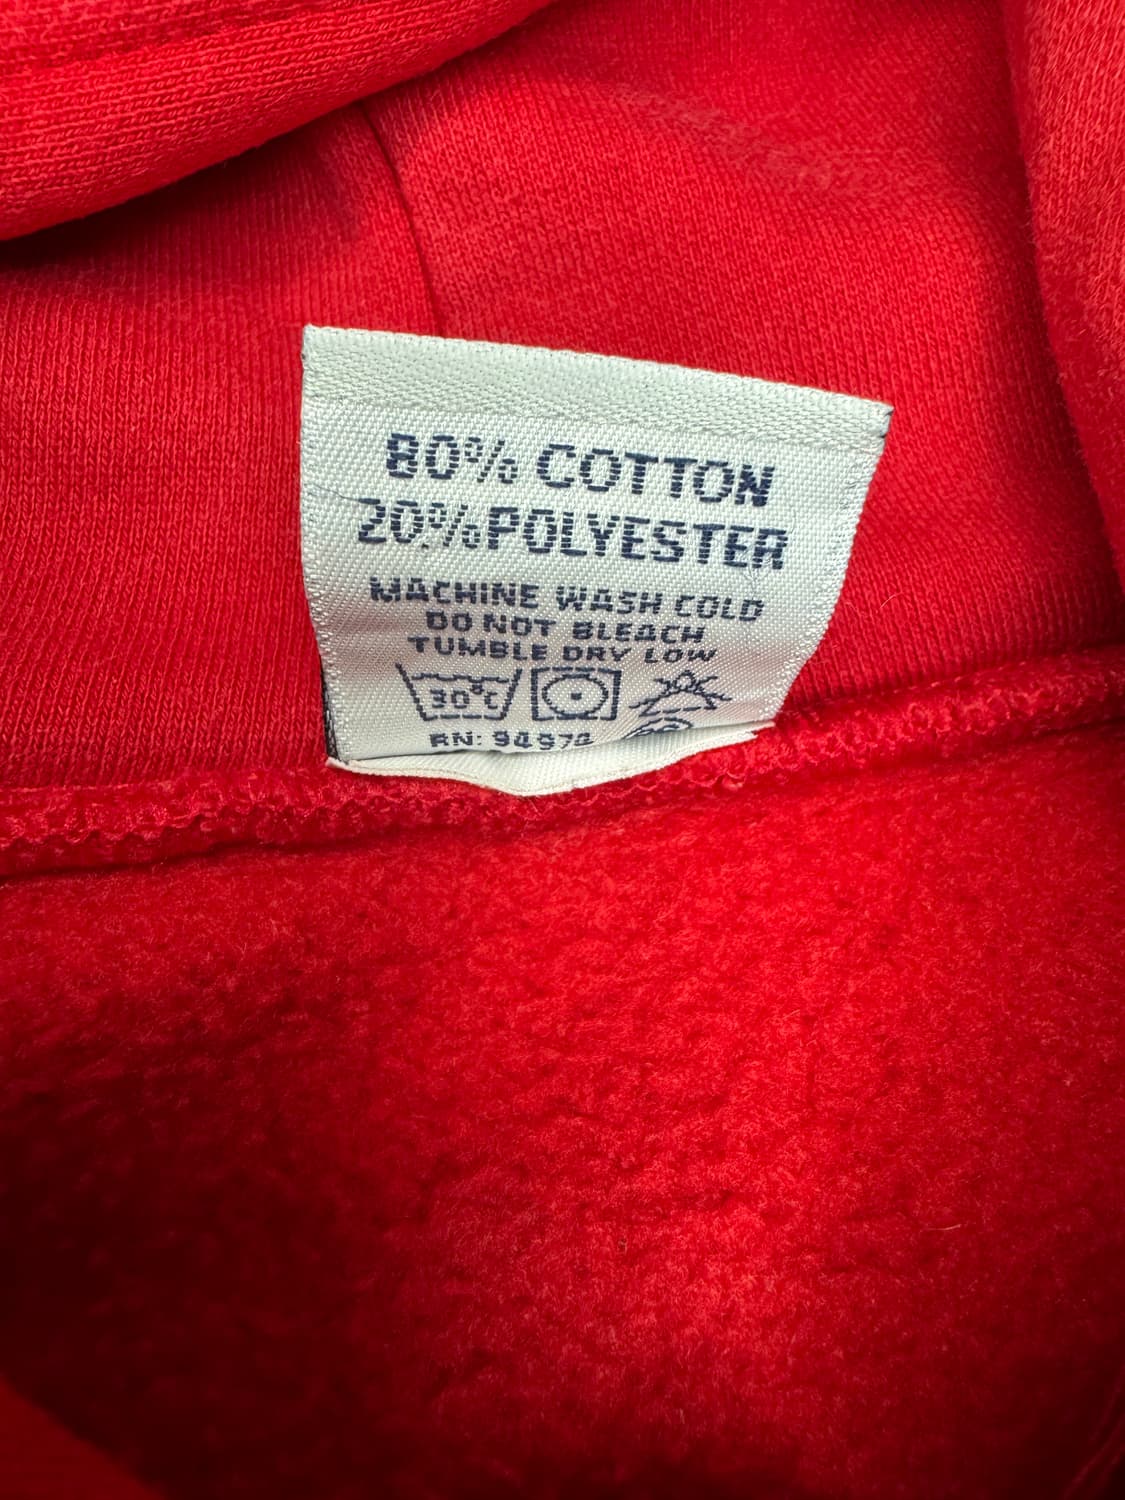 80% COTTON
20% POLYESTER
MACHINE WASH COLD
DO NOT BLEACH
TUMBLE DRY LOW
30°C
RN: 94974